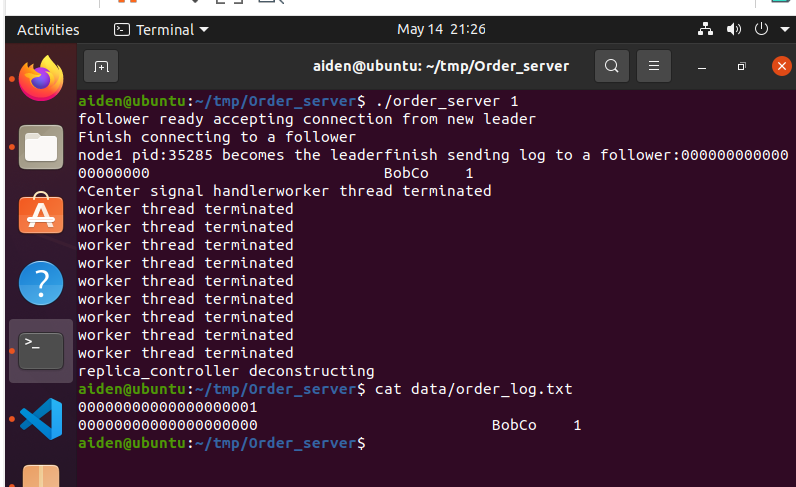 Activities Terminal May 14 21:26
aiden@ubuntu: ~/tmp/Order_server
aiden@ubuntu:~/tmp/Order_server$ ./order_server 1
follower ready accepting connection from new leader
Finish connecting to a follower
node1 pid:35285 becomes the leaderfinish sending log to a follower:000000000000
00000000                          BobCo    1
^Center signal handlerworker thread terminated
worker thread terminated
worker thread terminated
worker thread terminated
worker thread terminated
worker thread terminated
worker thread terminated
worker thread terminated
worker thread terminated
worker thread terminated
replica_controller deconstructing
aiden@ubuntu:~/tmp/Order_server$ cat data/order_log.txt
00000000000000000001
00000000000000000000                          BobCo    1
aiden@ubuntu:~/tmp/Order_server$